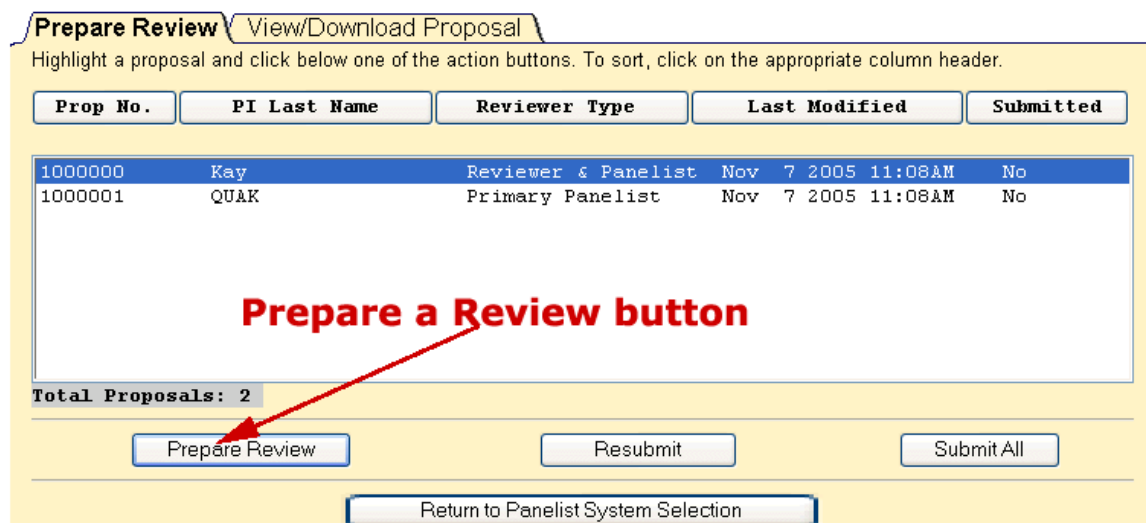 Prepare Review View/Download Proposal
Highlight a proposal and click below one of the action buttons. To sort, click on the appropriate column header.
Prop No. PI Last Name Reviewer Type Last Modified Submitted
1000000 Kay Reviewer & Panelist Nov 7 2005 11:08AM No
1000001 QUAK Primary Panelist Nov 7 2005 11:08AM No
Prepare a Review button
Total Proposals: 2
Prepare Review Resubmit Submit All
Return to Panelist System Selection